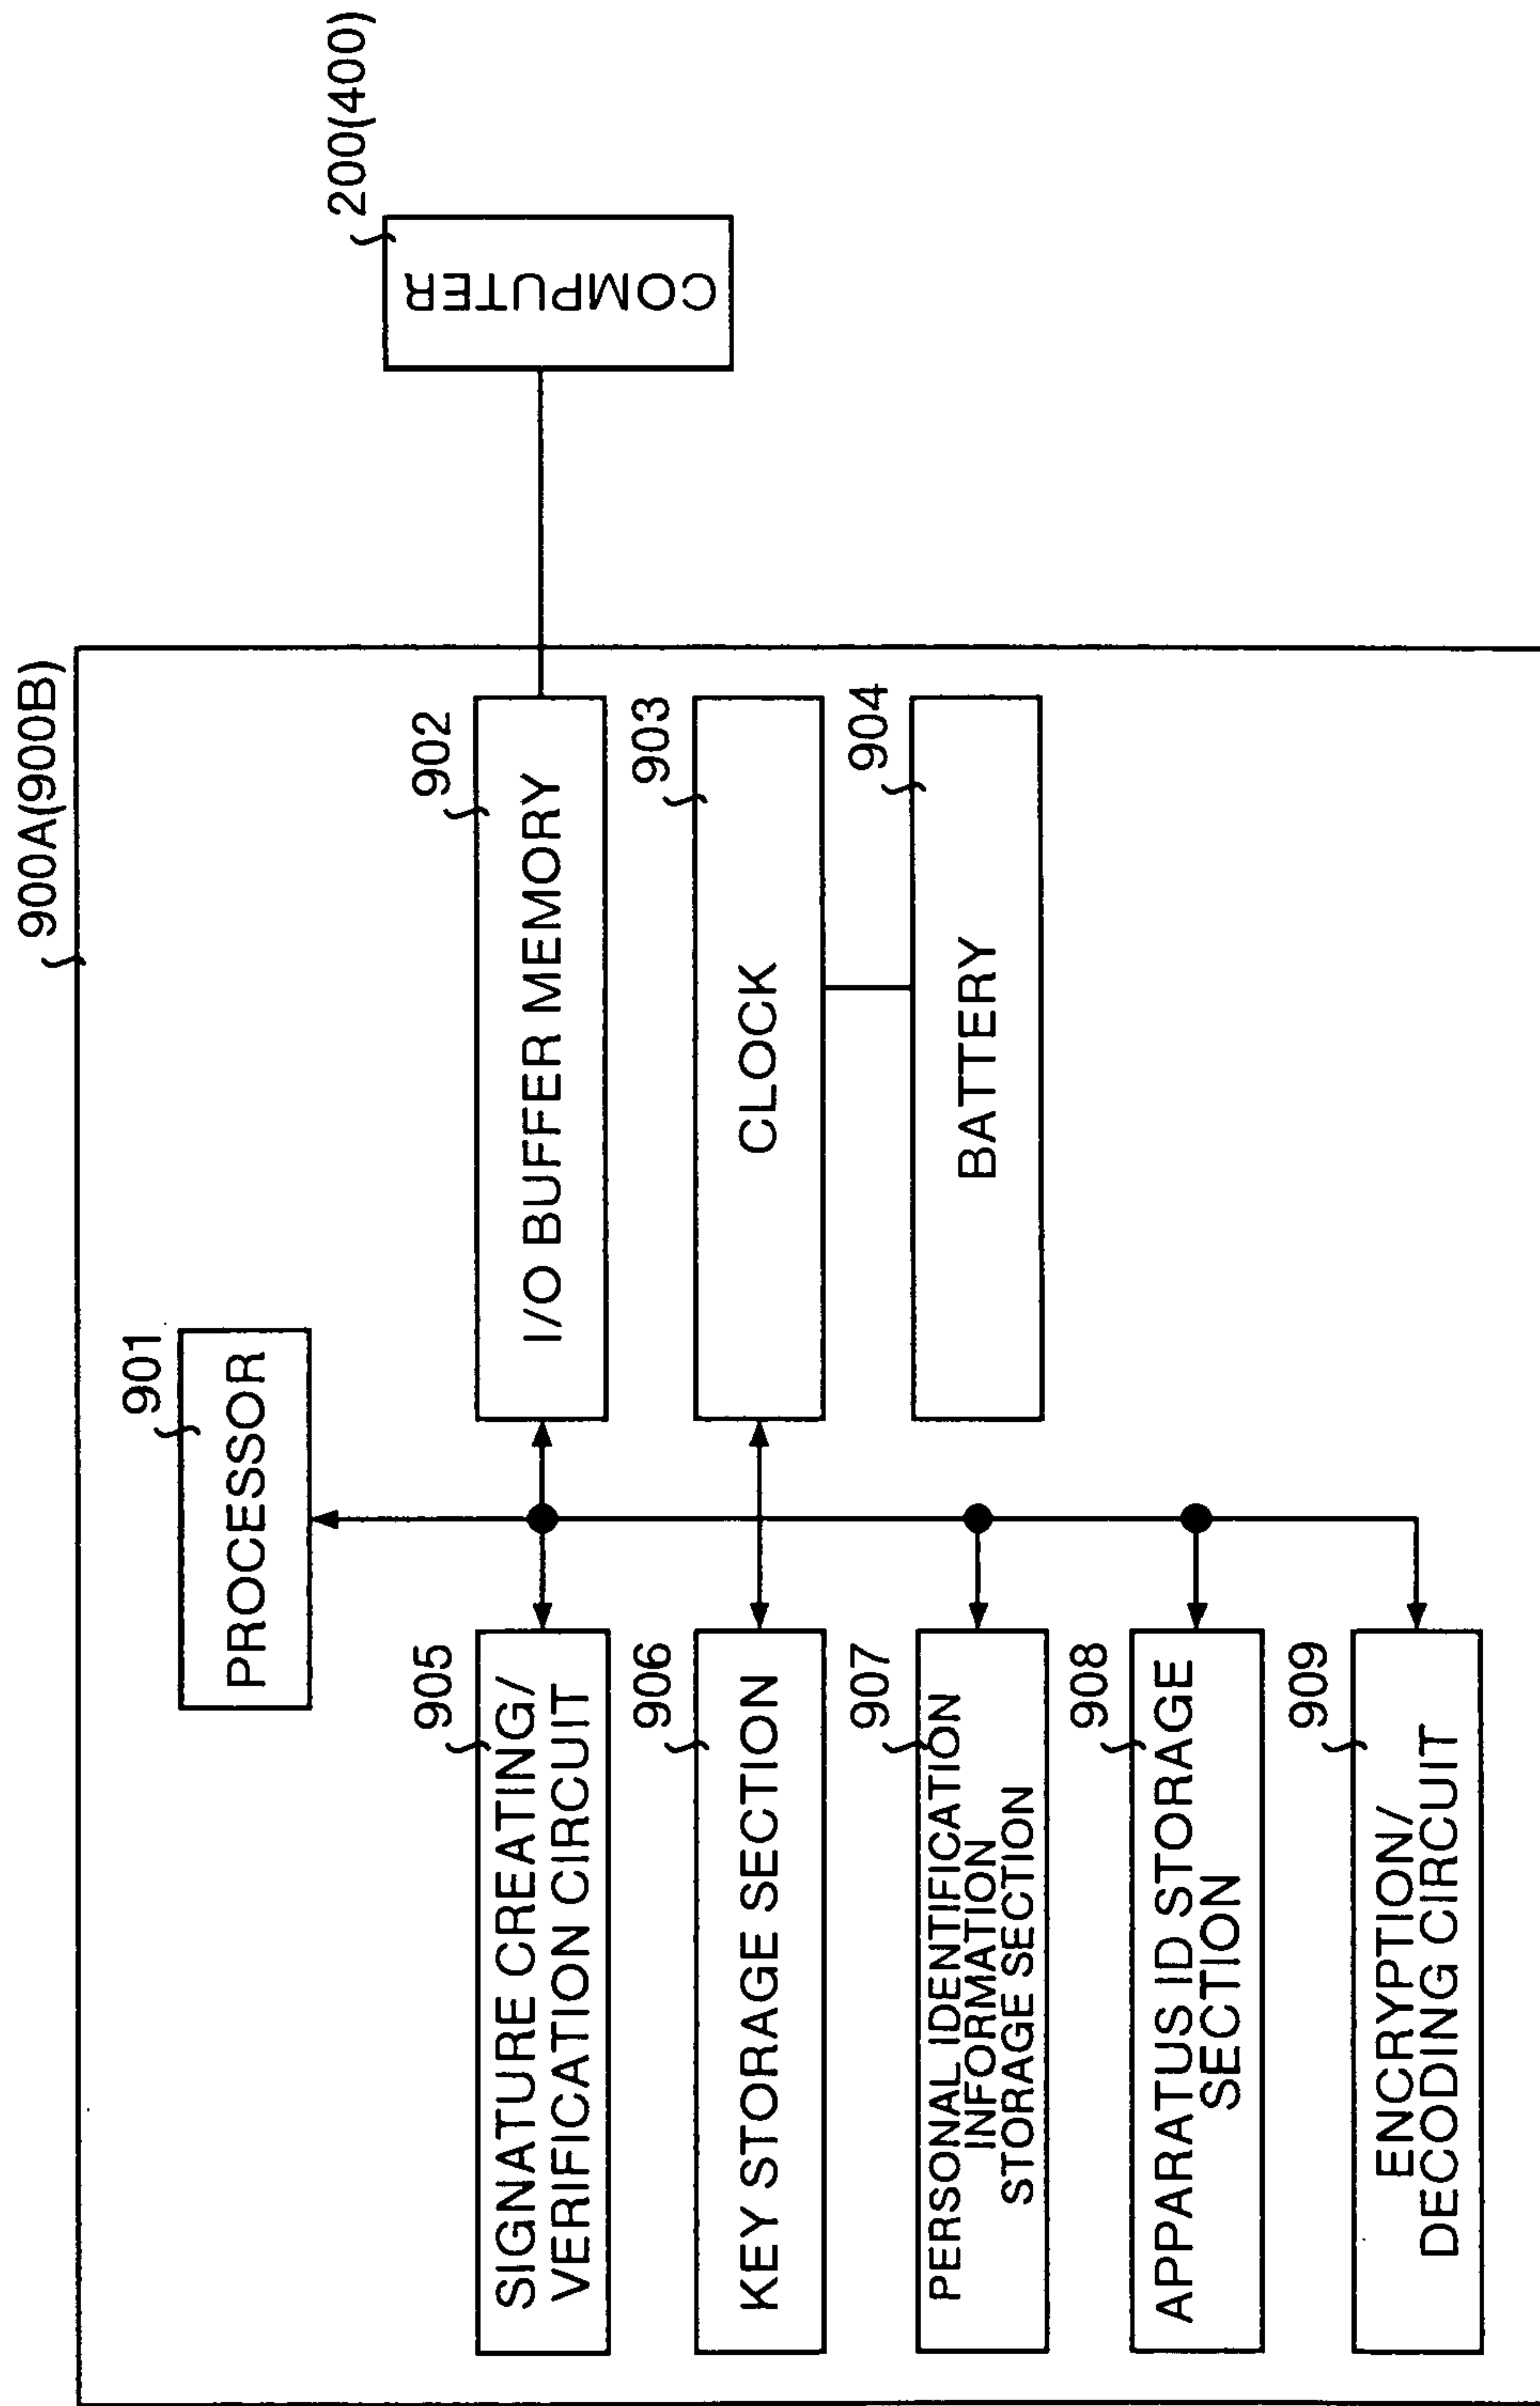 900A(900B)
901
PROCESSOR
905
SIGNATURE CREATING/
VERIFICATION CIRCUIT
902
I/O BUFFER MEMORY
200(400)
COMPUTER
906
KEY STORAGE SECTION
903
CLOCK
907
PERSONAL IDENTIFICATION
INFORMATION
STORAGE SECTION
904
BATTERY
908
APPARATUS ID STORAGE
SECTION
909
ENCRYPTION/
DECODING CIRCUIT